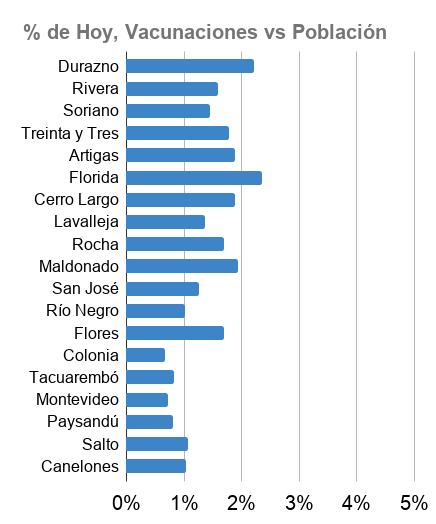 % de Hoy, Vacunaciones vs Población
Durazno
Rivera
Soriano
Treinta y Tres
Artigas
Florida
Cerro Largo
Lavalleja
Rocha
Maldonado
San José
Río Negro
Flores
Colonia
Tacuarembó
Montevideo
Paysandú
Salto
Canelones
0% 1% 2% 3% 4% 5%